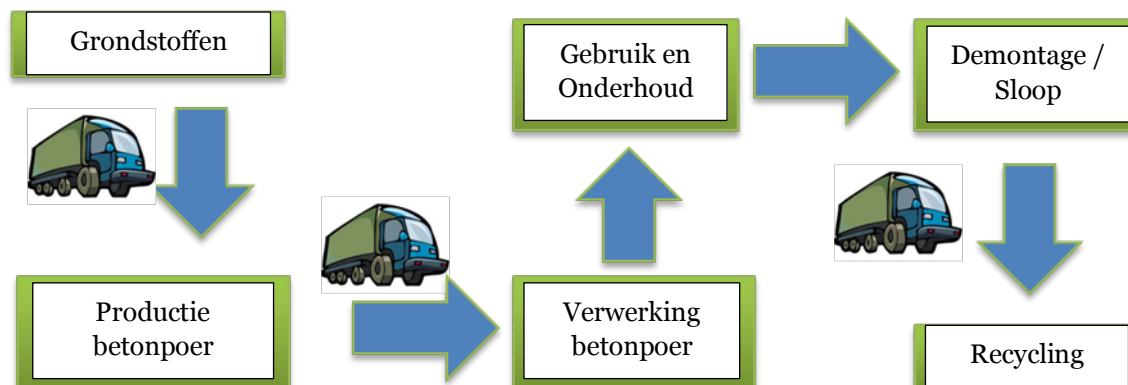 Grondstoffen
Productie
betonpoer
Verwerking
betonpoer
Gebruik en
Onderhoud
Demontage /
Sloop
Recycling